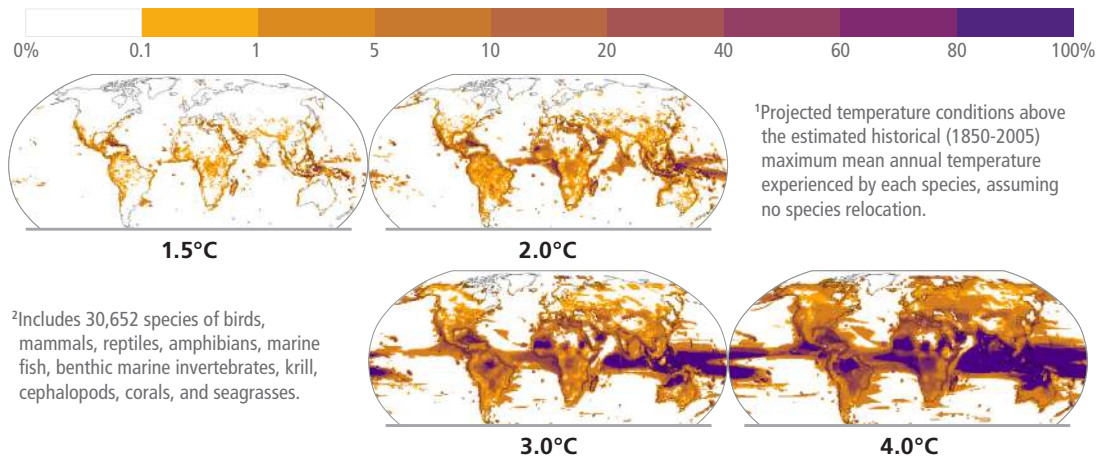 0% 0.1 1 5 10 20 40 60 80 100%
¹Projected temperature conditions above
the estimated historical (1850-2005)
maximum mean annual temperature
experienced by each species, assuming
no species relocation.
1.5°C 2.0°C
²Includes 30,652 species of birds,
mammals, reptiles, amphibians, marine
fish, benthic marine invertebrates, krill,
cephalopods, corals, and seagrasses.
3.0°C 4.0°C